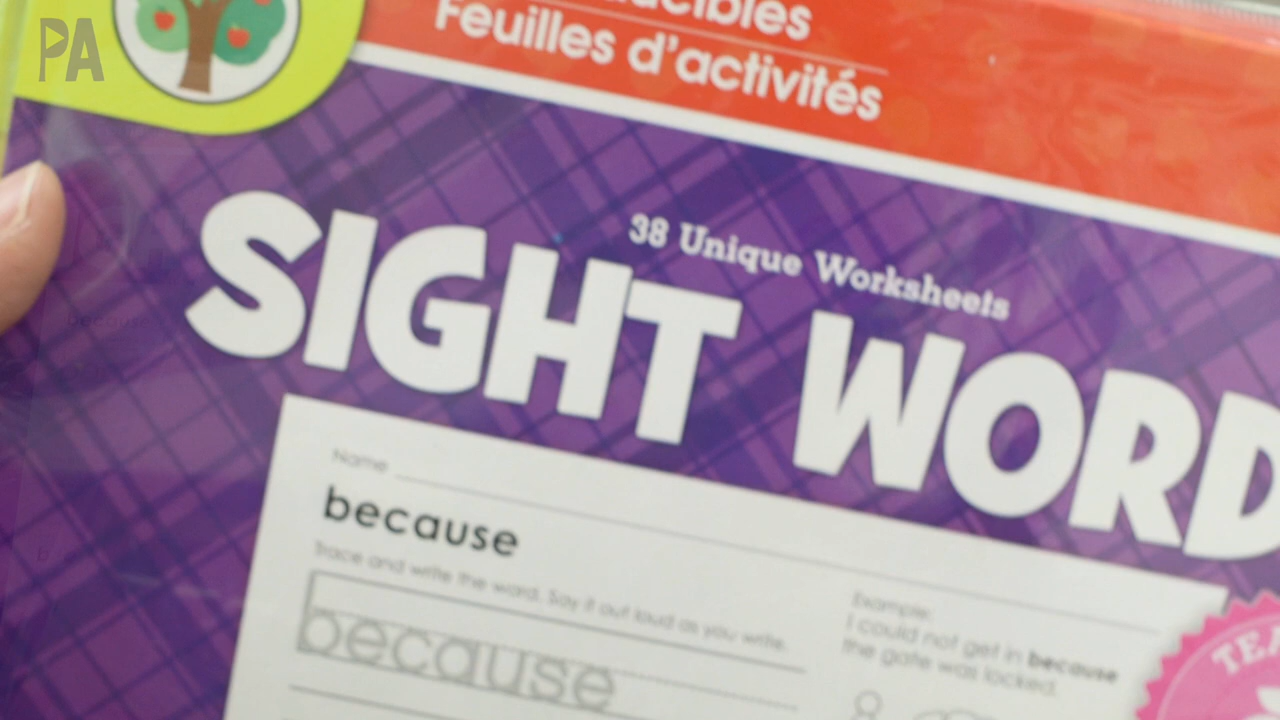 PA
Feuilles d'activités
38 Unique Worksheets
SIGHT WORD
Name
because
Trace and write the word. Say it out loud as you write.
because
Example:
I could not get in because
the gate was locked.
TEA